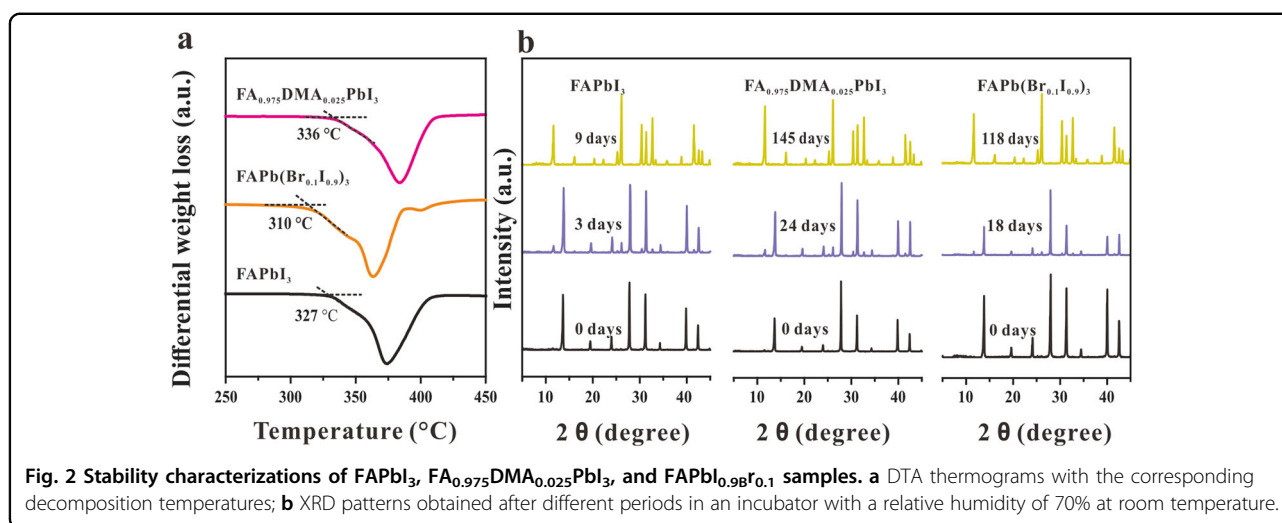 a
Differential weight loss (a.u.)
FA₀.₉₇₅DMA₀.₀₂₅PbI₃
336 °C
FAPb(Br₀.₁I₀.₉)₃
310 °C
FAPbI₃
327 °C
250 300 350 400 450
Temperature (°C)
b
Intensity (a.u.)
FAPbI₃
9 days
3 days
0 days
10 20 30 40
2 θ (degree)
FA₀.₉₇₅DMA₀.₀₂₅PbI₃
145 days
24 days
0 days
10 20 30 40
2 θ (degree)
FAPb(Br₀.₁I₀.₉)₃
118 days
18 days
0 days
10 20 30 40
2 θ (degree)
Fig. 2 Stability characterizations of FAPbI₃, FA₀.₉₇₅DMA₀.₀₂₅PbI₃, and FAPbI₀.₉Br₀.₁ samples. a DTA thermograms with the corresponding
decomposition temperatures; b XRD patterns obtained after different periods in an incubator with a relative humidity of 70% at room temperature.